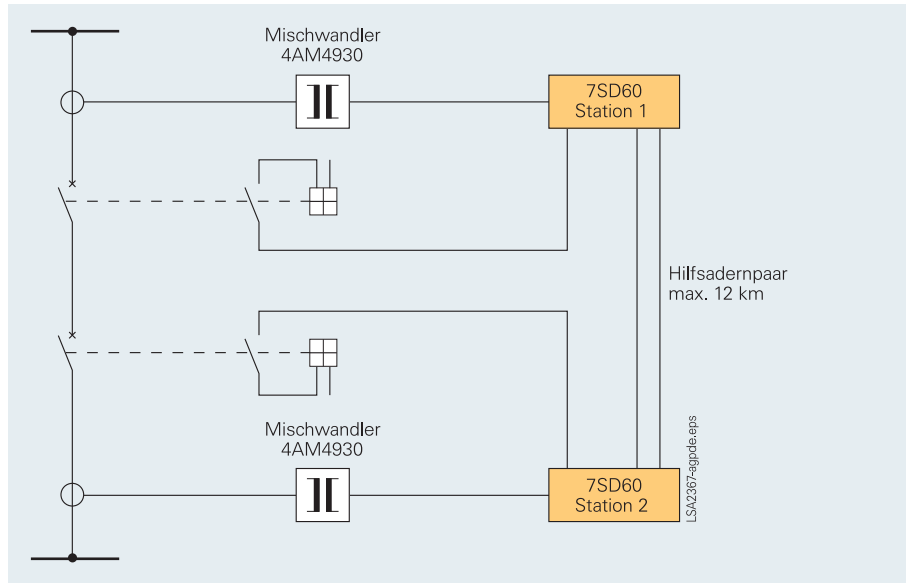 Mischwandler
4AM4930
7SD60
Station 1
Hilfsadernpaar
max. 12 km
Mischwandler
4AM4930
7SD60
Station 2
LSA2367-agpde.eps